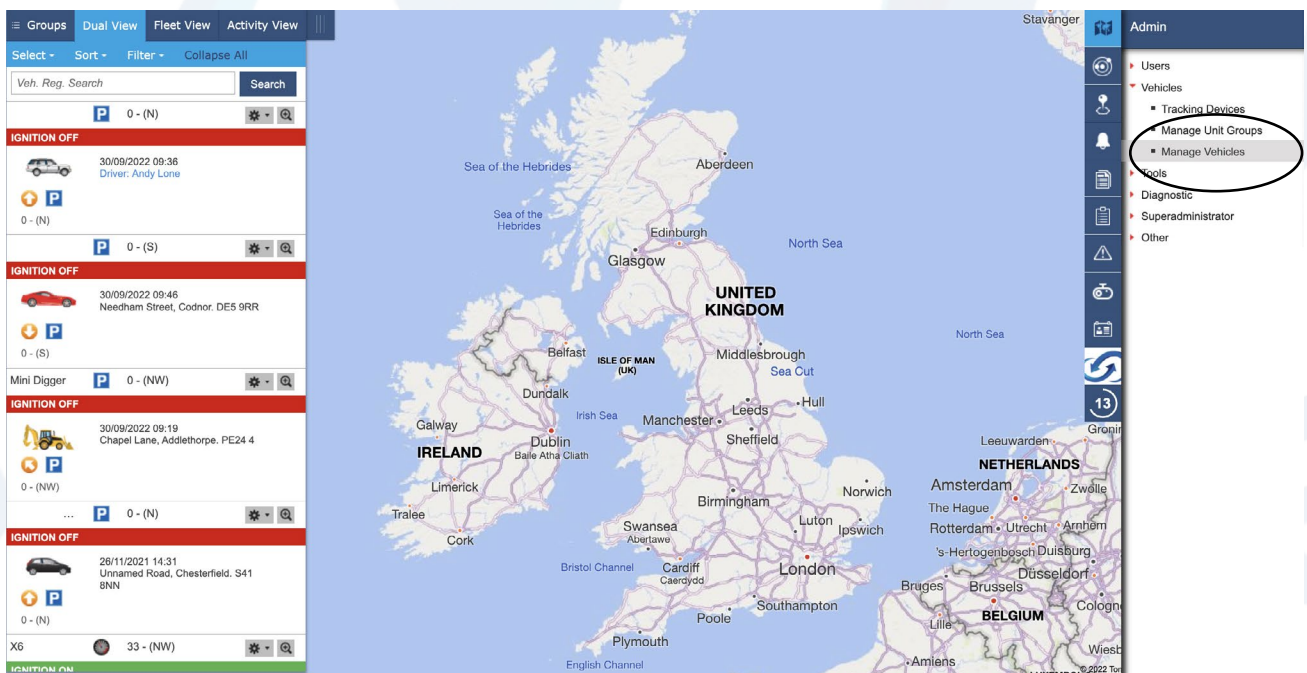 Groups Dual View Fleet View Activity View
Select Sort Filter Collapse All
Veh. Reg. Search Search
P 0 - (N)
IGNITION OFF
30/09/2022 09:36
Driver: Andy Lone
P
0 - (N)
P 0 - (S)
IGNITION OFF
30/09/2022 09:46
Needham Street, Codnor. DE5 9RR
P
0 - (S)
Mini Digger P 0 - (NW)
IGNITION OFF
30/09/2022 09:19
Chapel Lane, Addlethorpe. PE24 4
P
0 - (NW)
... P 0 - (N)
IGNITION OFF
26/11/2021 14:31
Unnamed Road, Chesterfield. S41
8NN
P
0 - (N)
X6 33 - (NW)
IGNITION ON
Stavanger
Aberdeen
Sea of the Hebrides
Sea of the
Hebrides
Edinburgh
North Sea
Glasgow
UNITED
KINGDOM
North Sea
Belfast
ISLE OF MAN
(UK)
Middlesbrough
Sea Cut
Dundalk
Irish Sea
Leeds
Hull
Galway
Manchester
Sheffield
Dublin
Baile Atha Cliath
IRELAND
Leeuwarden
Gronin
NETHERLANDS
Limerick
Birmingham
Norwich
Amsterdam
Zwolle
Tralee
Cork
Swansea
Abertawe
Luton
Ipswich
The Hague
Rotterdam
Utrecht
Arnhem
's-Hertogenbosch
Duisburg
Bristol Channel
Cardiff
Caerdydd
London
Bruges
Brussels
Düsseldorf
Southampton
Poole
Lille
BELGIUM
Cologn
Plymouth
Wiesb
English Channel
Amiens
© 2022 Tom
13
Admin
Users
Vehicles
Tracking Devices
Manage Unit Groups
Manage Vehicles
Tools
Diagnostic
Superadministrator
Other